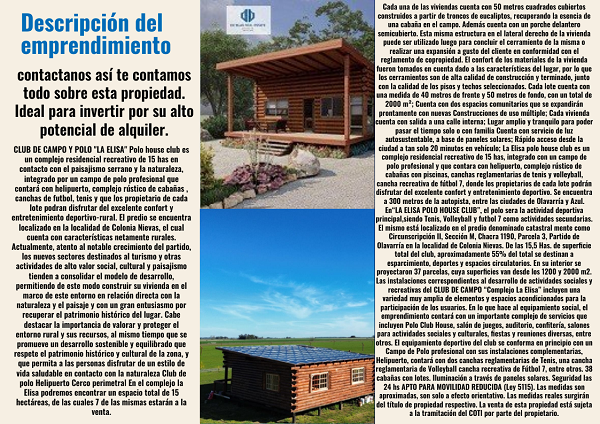 Descripción del
emprendimiento
contactanos así te contamos
todo sobre esta propiedad.
Ideal para invertir por su alto
potencial de alquiler.
CLUB DE CAMPO Y POLO "LA ELISA" Polo house club es
un complejo residencial recreativo de 15 has en
contacto con el paisajismo serrano y la naturaleza,
integrado por un campo de polo profesional que
contará con helipuerto, complejo rústico de cabañas ,
canchas de futbol, tenis y que los propietario de cada
lote podran disfrutar del excelente confort y
entretenimiento deportivo-rural. El predio se encuentra
localizado en la localidad de Colonia Nievas, el cual
cuenta con características netamente rurales.
Actualmente, atento al notable crecimiento del partido,
los nuevos sectores destinados al turismo y otras
actividades de alto valor social, cultural y paisajismo
tienden a consolidar el modelo de desarrollo,
permitiendo de este modo construir su vivienda en el
marco de este entorno en relación directa con la
naturaleza y el paisaje y con un gran entusiasmo por
recuperar el patrimonio histórico del lugar. Cabe
destacar la importancia de valorar y proteger el
entorno rural y sus recursos, al mismo tiempo que se
promueve un desarrollo sostenible y equilibrado que
respete el patrimonio histórico y cultural de la zona, y
que permita a las personas disfrutar de un estilo de
vida saludable en contacto con la naturaleza Club de
polo Helipuerto Cerco perimetral En el complejo la
Elisa podremos encontrar un espacio total de 15
hectáreas, de las cuales 7 de las mismas estarán a la
venta.
Cada una de las viviendas cuenta con 50 metros cuadrados cubiertos
construidos a partir de troncos de eucaliptos, recuperando la esencia de
una cabaña en el campo. Además cuenta con un porche delantero
semicubierto. Esta misma estructura en el lateral derecho de la vivienda
puede ser utilizado luego para concluir el cerramiento de la misma o
realizar una expansión a gusto del cliente en conformidad con el
reglamento de copropiedad. El confort de los materiales de la vivienda
fueron tomados en cuenta dado a las características del lugar, por lo que
los cerramientos son de alta calidad de construcción y terminado, junto
con la calidad de los pisos y techos seleccionados. Cada lote cuenta con
una medida de 40 metros de frente y 50 metros de fondo, con un total de
2000 m²; Cuenta con dos espacios comunitarios que se expandirán
prontamente con nuevas Construcciones de uso múltiple; Cada vivienda
cuenta con salida a una calle interna; Lugar amplio y tranquilo para poder
pasar el tiempo solo o con familia Cuenta con servicio de luz
autosustentable, a base de paneles solares; Rápido acceso desde la
ciudad a tan solo 20 minutos en vehículo; La Elisa polo house club es un
complejo residencial recreativo de 15 has, integrado con un campo de
polo profesional y que contara con helipuerto, complejo rústico de
cabañas con piscinas, canchas reglamentarias de tenis y volleyball,
cancha recreativa de fútbol 7, donde los propietarios de cada lote podrán
disfrutar del excelente confort y entretenimiento deportivo. Se encuentra
a 300 metros de la autopista, entre las ciudades de Olavarría y Azul.
En"LA ELISA POLO HOUSE CLUB", el polo sera la actividad deportiva
principal,siendo Tenis, Volleyball y futbol 7 como actividades secundarias.
El mismo está localizado en el predio denominado catastral mente como
Circunscripción II, Sección M, Chacra 1190, Parcela 3, Partido de
Olavarría en la localidad de Colonia Nievas. De las 15,5 Has. de superficie
total del club, aproximadamente 55% del total se destinan a
esparcimiento, deportes y espacios circulatorios. En su interior se
proyectaron 37 parcelas, cuya superficies van desde los 1200 y 2000 m2.
Las instalaciones correspondientes al desarrollo de actividades sociales y
recreativas del CLUB DE CAMPO "Complejo La Elisa" incluyen una
variedad muy amplia de elementos y espacios acondicionados para la
participación de los usuarios. En lo que hace al equipamiento social, el
emprendimiento contará con un importante complejo de servicios que
incluyen Polo Club House, salón de juegos, auditorio, confitería, salones
para actividades sociales y culturales, fiestas y reuniones diversas, entre
otros. El equipamiento deportivo del club se conforma en principio con un
Campo de Polo profesional con sus instalaciones complementarias,
Helipuerto, contará con dos canchas reglamentarias de Tenis, una cancha
reglamentaria de Volleyball cancha recreativa de Fútbol 7, entre otros. 38
cabañas con lotes. Iluminación a través de paneles solares. Seguridad las
24 hs APTO PARA MOVILIDAD REDUCIDA (Ley 5115). Las medidas son
aproximadas, son solo a efecto orientativo. Las medidas reales surgirán
del título de propiedad respectivo. La venta de esta propiedad está sujeta
a la tramitación del COTI por parte del propietario.